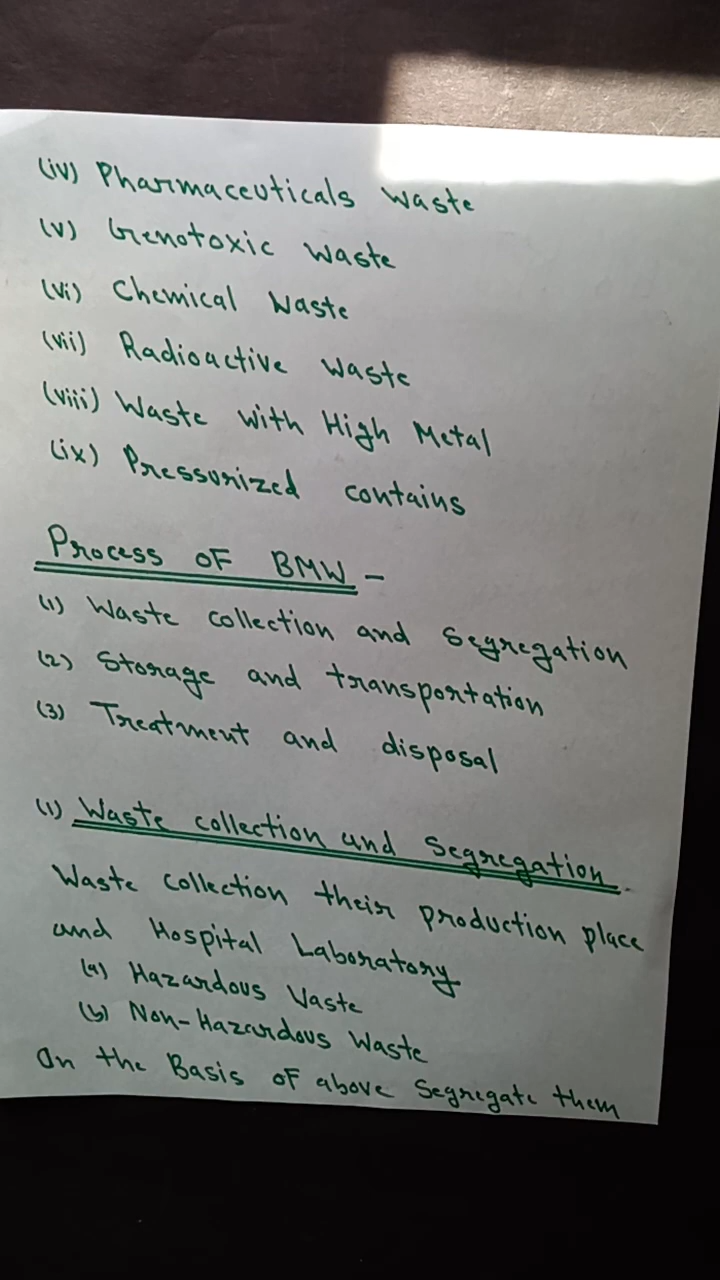 (iv) Pharmaceuticals Waste
(v) Genotoxic Waste
(vi) Chemical Waste
(vii) Radioactive Waste
(viii) Waste with High Metal
(ix) Pressurized contains
Process OF BMW -
(1) Waste collection and Segregation
(2) Storage and transportation
(3) Treatment and disposal
(1) Waste collection and Segregation.
Waste collection their production place
and Hospital Laboratory
(a) Hazardous Waste
(b) Non-Hazardous Waste
On the Basis OF above Segregate them